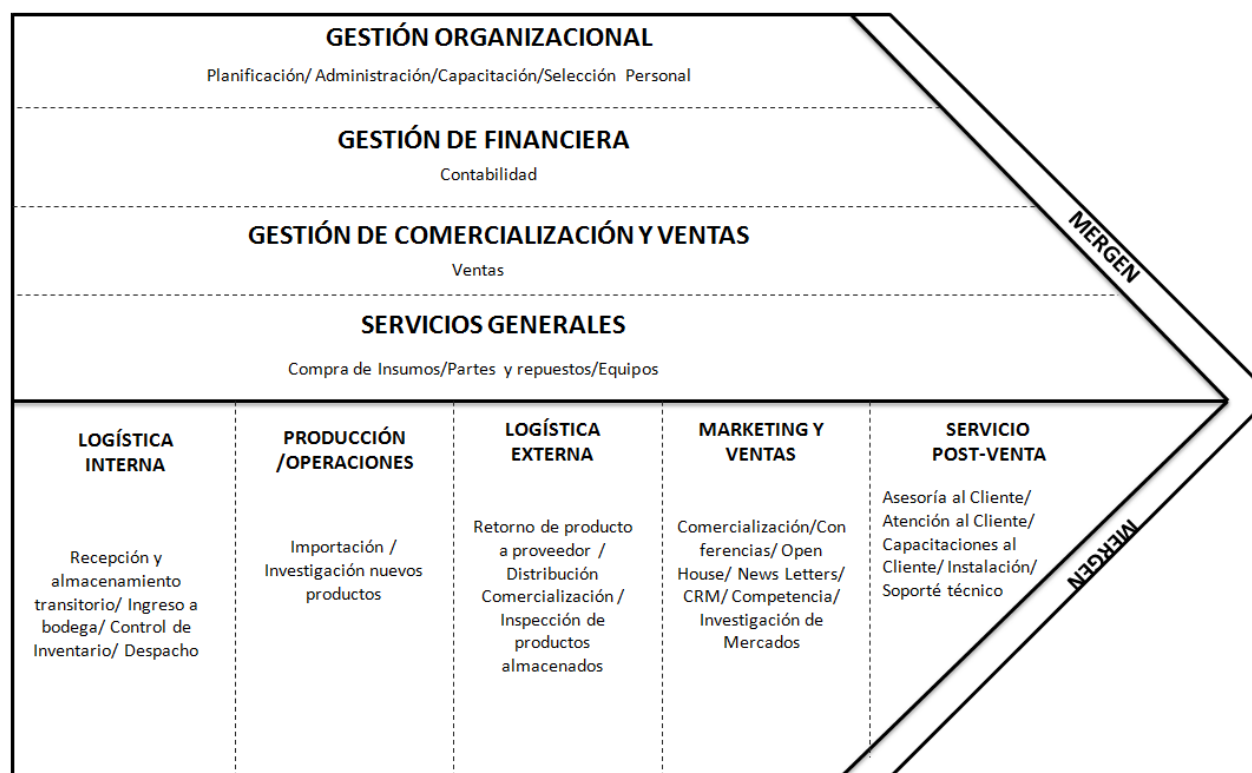 GESTIÓN ORGANIZACIONAL
Planificación/ Administración/Capacitación/Selección Personal
GESTIÓN DE FINANCIERA
Contabilidad
GESTIÓN DE COMERCIALIZACIÓN Y VENTAS
Ventas
SERVICIOS GENERALES
Compra de Insumos/Partes y repuestos/Equipos
MERGEN
LOGÍSTICA
INTERNA
Recepción y
almacenamiento
transitorio/ Ingreso a
bodega/ Control de
Inventario/ Despacho
PRODUCCIÓN
/OPERACIONES
Importación /
Investigación nuevos
productos
LOGÍSTICA
EXTERNA
Retorno de producto
a proveedor /
Distribución
Comercialización /
Inspección de
productos
almacenados
MARKETING Y
VENTAS
Comercialización/Con
ferencias/ Open
House/ News Letters/
CRM/ Competencia/
Investigación de
Mercados
SERVICIO
POST-VENTA
Asesoría al Cliente/
Atención al Cliente/
Capacitaciones al
Cliente/ Instalación/
Soporté técnico
MERGEN